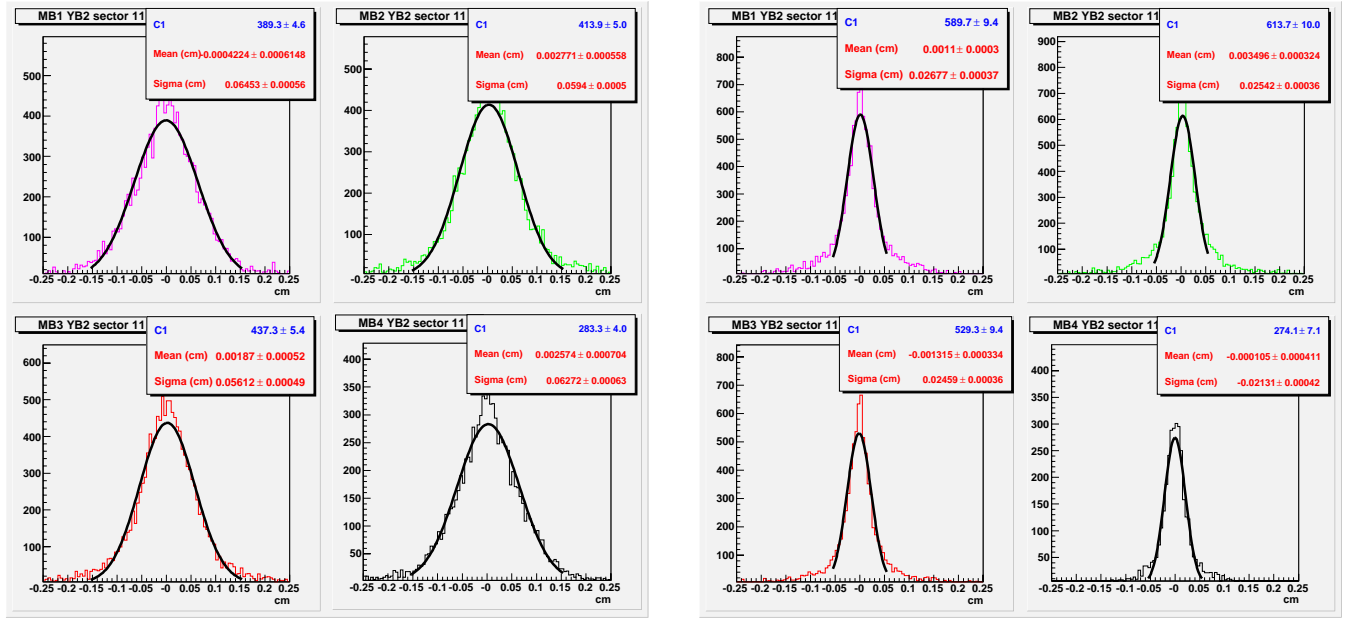 MB1 YB2 sector 11
C1 389.3 ± 4.6
Mean (cm) -0.0004224 ± 0.0006148
Sigma (cm) 0.06453 ± 0.00056
500
400
300
200
100
-0.25 -0.2 -0.15 -0.1 -0.05 -0 0.05 0.1 0.15 0.2 0.25
cm
MB2 YB2 sector 11
C1 413.9 ± 5.0
Mean (cm) 0.002771 ± 0.000558
Sigma (cm) 0.0594 ± 0.0005
500
400
300
200
100
-0.25 -0.2 -0.15 -0.1 -0.05 -0 0.05 0.1 0.15 0.2 0.25
cm
MB1 YB2 sector 11
C1 589.7 ± 9.4
Mean (cm) 0.0011 ± 0.0003
Sigma (cm) 0.02677 ± 0.00037
800
700
600
500
400
300
200
100
-0.25 -0.2 -0.15 -0.1 -0.05 -0 0.05 0.1 0.15 0.2 0.25
cm
MB2 YB2 sector 11
C1 613.7 ± 10.0
Mean (cm) 0.003496 ± 0.000324
Sigma (cm) 0.02542 ± 0.00036
900
800
700
600
500
400
300
200
100
-0.25 -0.2 -0.15 -0.1 -0.05 -0 0.05 0.1 0.15 0.2 0.25
cm
MB3 YB2 sector 11
C1 437.3 ± 5.4
Mean (cm) 0.00187 ± 0.00052
Sigma (cm) 0.05612 ± 0.00049
600
500
400
300
200
100
-0.25 -0.2 -0.15 -0.1 -0.05 -0 0.05 0.1 0.15 0.2 0.25
cm
MB4 YB2 sector 11
C1 283.3 ± 4.0
Mean (cm) 0.002574 ± 0.000704
Sigma (cm) 0.06272 ± 0.00063
400
350
300
250
200
150
100
50
-0.25 -0.2 -0.15 -0.1 -0.05 -0 0.05 0.1 0.15 0.2 0.25
cm
MB3 YB2 sector 11
C1 529.3 ± 9.4
Mean (cm) -0.001315 ± 0.000334
Sigma (cm) 0.02459 ± 0.00036
800
700
600
500
400
300
200
100
-0.25 -0.2 -0.15 -0.1 -0.05 -0 0.05 0.1 0.15 0.2 0.25
cm
MB4 YB2 sector 11
C1 274.1 ± 7.1
Mean (cm) -0.000105 ± 0.000411
Sigma (cm) -0.02131 ± 0.00042
400
350
300
250
200
150
100
50
-0.25 -0.2 -0.15 -0.1 -0.05 -0 0.05 0.1 0.15 0.2 0.25
cm